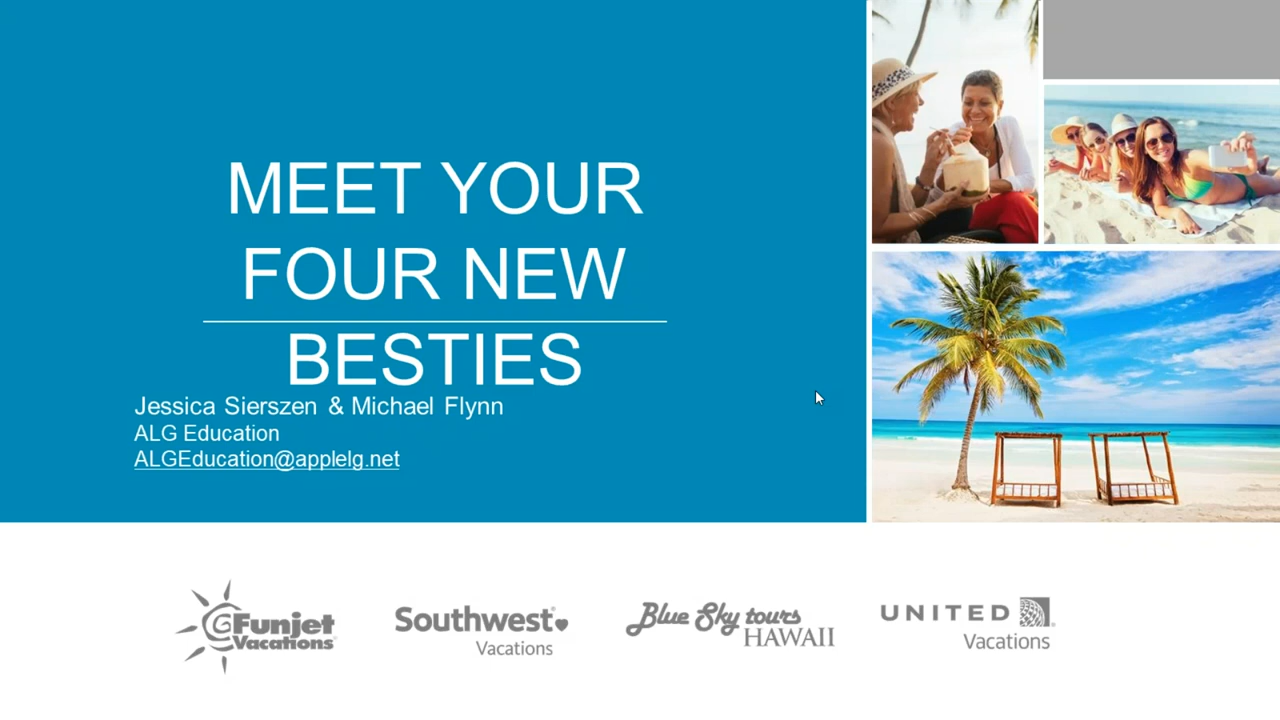 MEET YOUR
FOUR NEW
BESTIES
Jessica Sierszen & Michael Flynn
ALG Education
ALGEducation@applelg.net
Funjet
Vacations
Southwest®
Vacations
Blue Sky tours
HAWAII
UNITED
Vacations